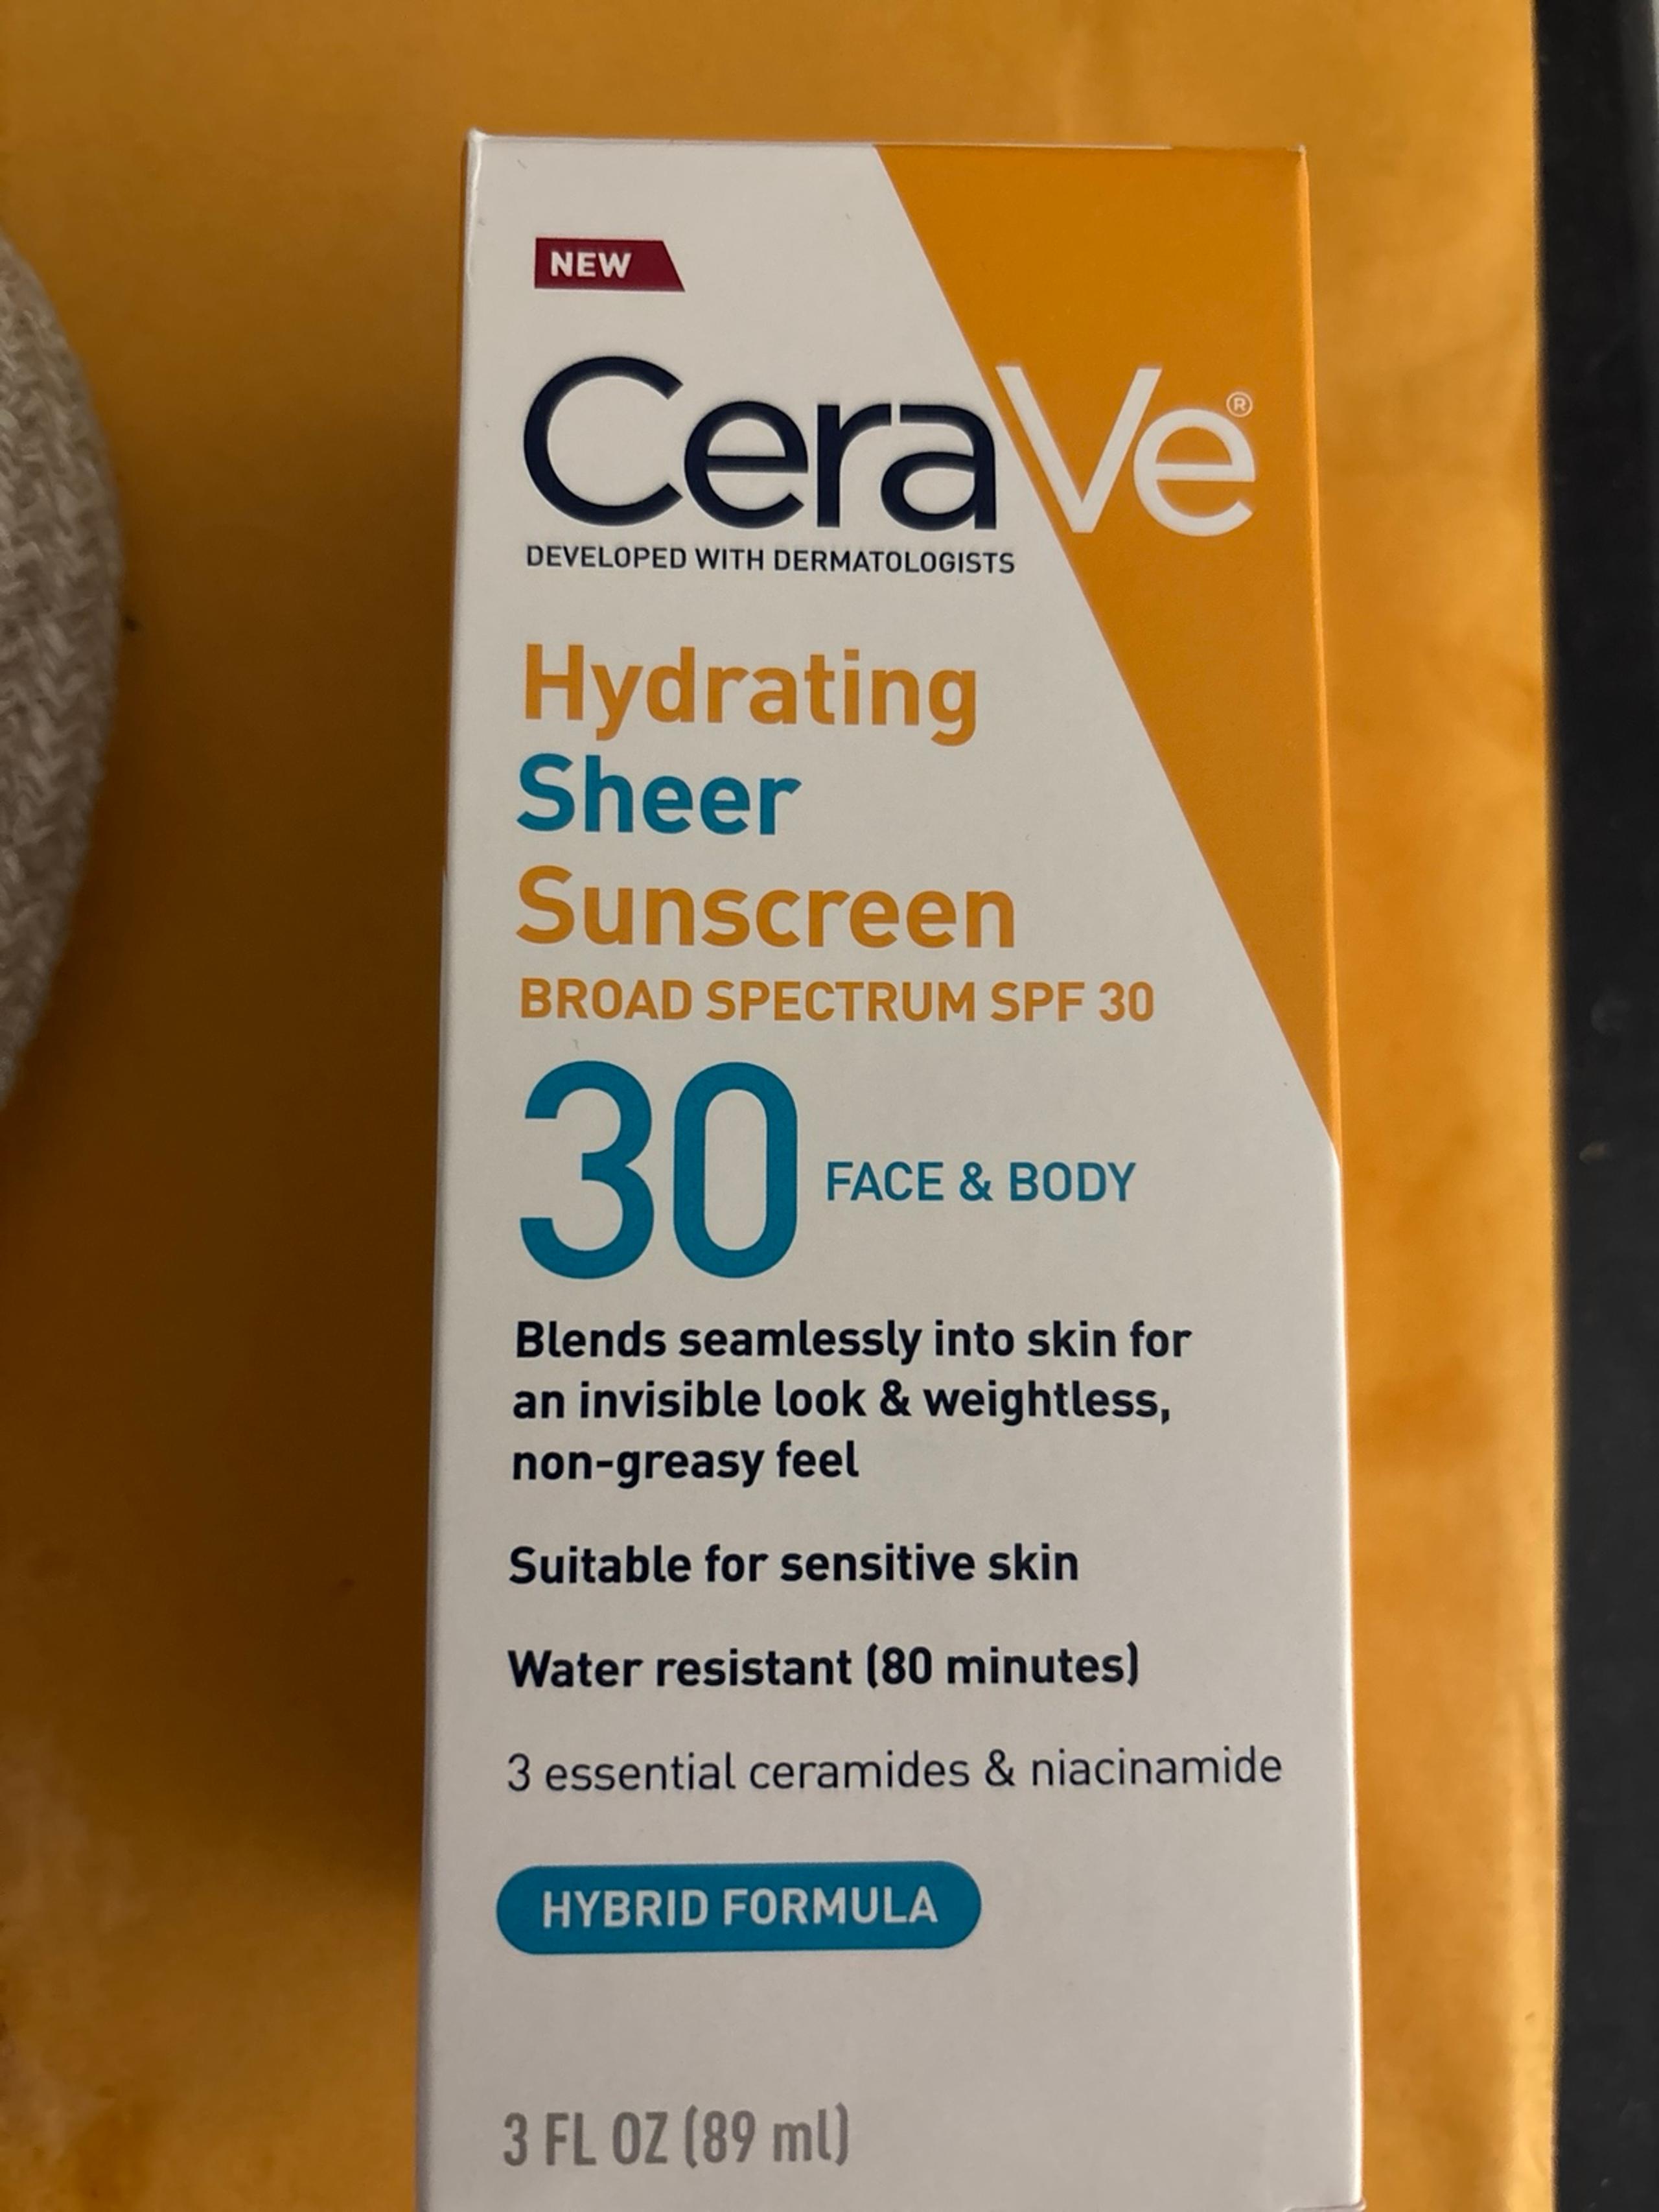 NEW
CeraVe®
DEVELOPED WITH DERMATOLOGISTS
Hydrating
Sheer
Sunscreen
BROAD SPECTRUM SPF 30
30 FACE & BODY
Blends seamlessly into skin for
an invisible look & weightless,
non-greasy feel
Suitable for sensitive skin
Water resistant (80 minutes)
3 essential ceramides & niacinamide
HYBRID FORMULA
3 FL OZ (89 ml)